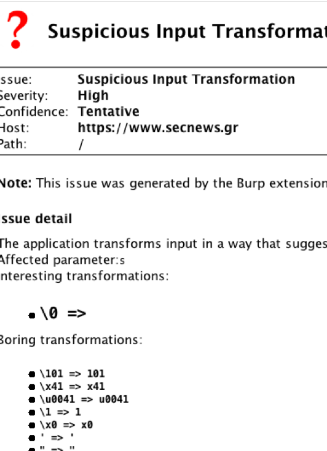 ?
Suspicious Input Transformat
ssue: Suspicious Input Transformation
Severity: High
Confidence: Tentative
Host: https://www.secnews.gr
Path: /
Note: This issue was generated by the Burp extension
ssue detail
The application transforms input in a way that sugges
Affected parameter:s
nteresting transformations:
• \0 =>
Boring transformations:
• \101 => 101
• \x41 => x41
• \u0041 => u0041
• \1 => 1
• \x0 => x0
• ' => '
• " => "